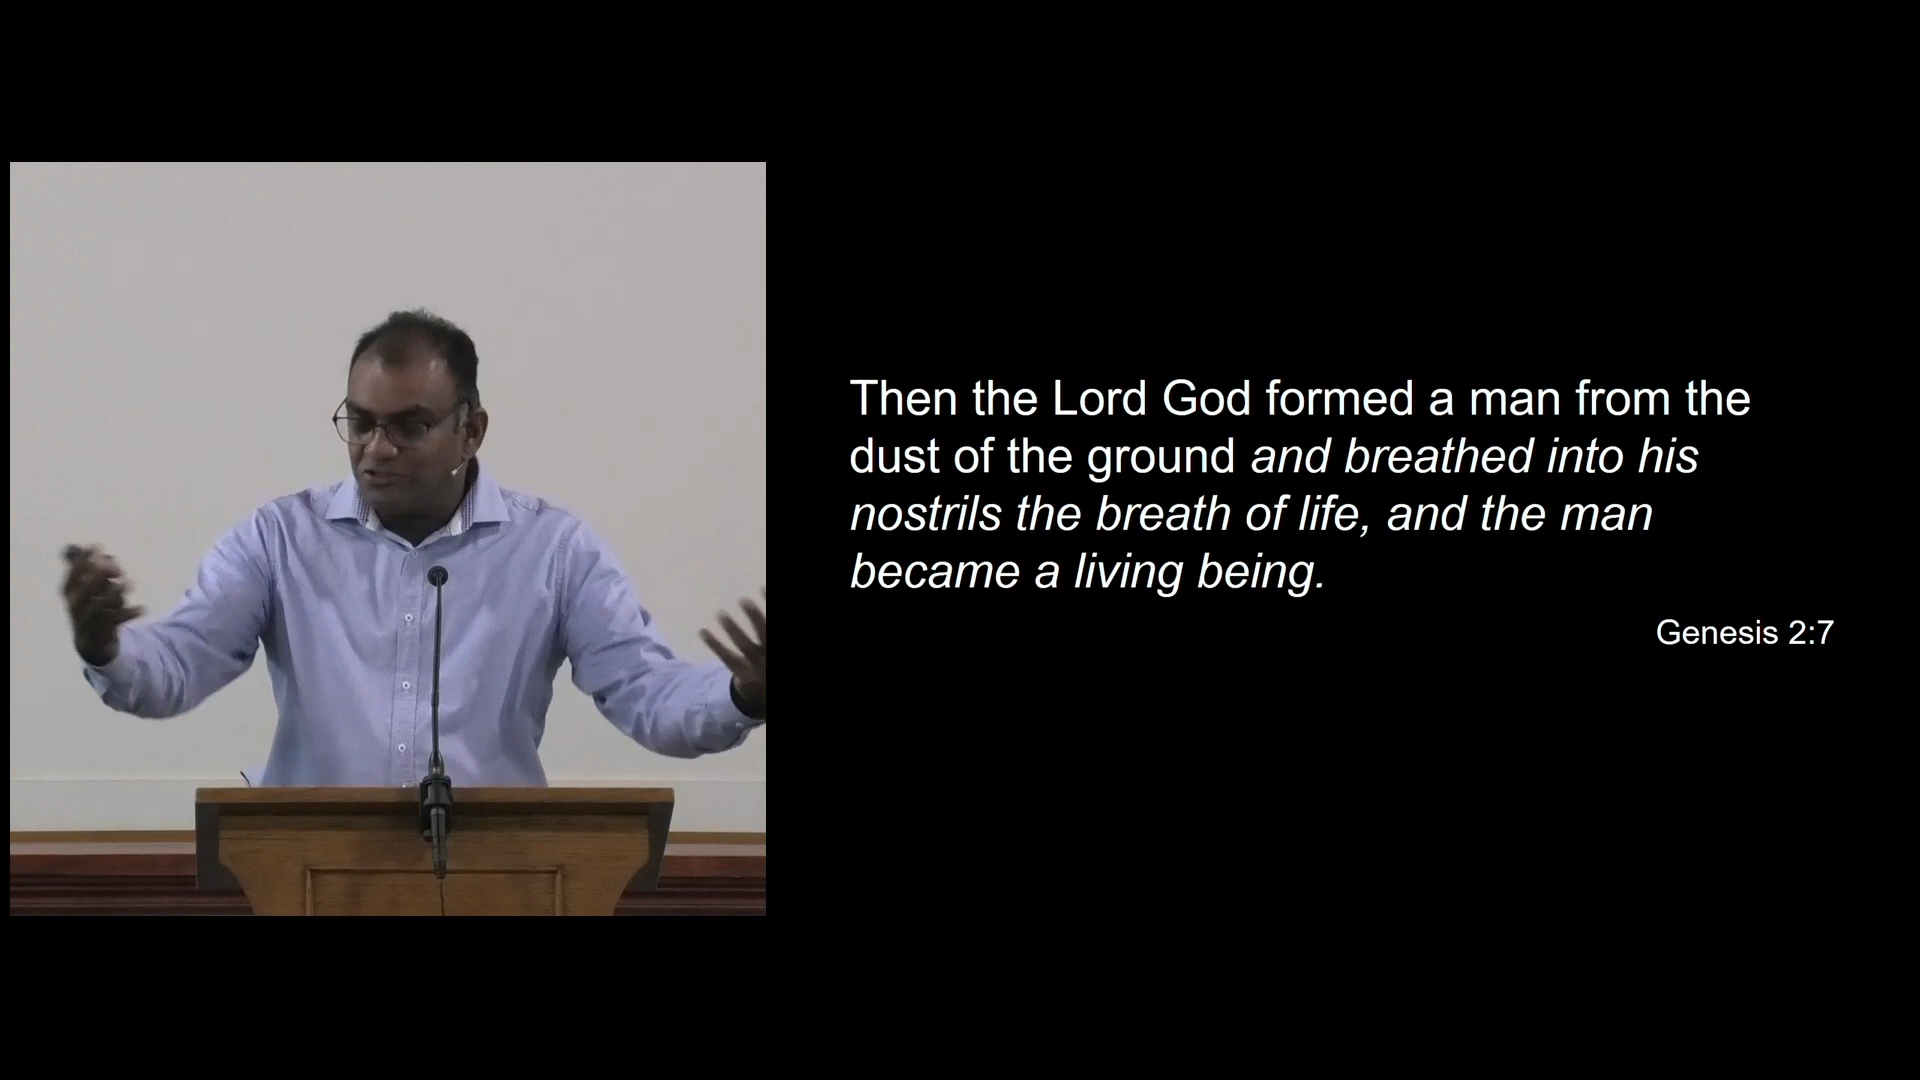 Then the Lord God formed a man from the
dust of the ground and breathed into his
nostrils the breath of life, and the man
became a living being.
Genesis 2:7